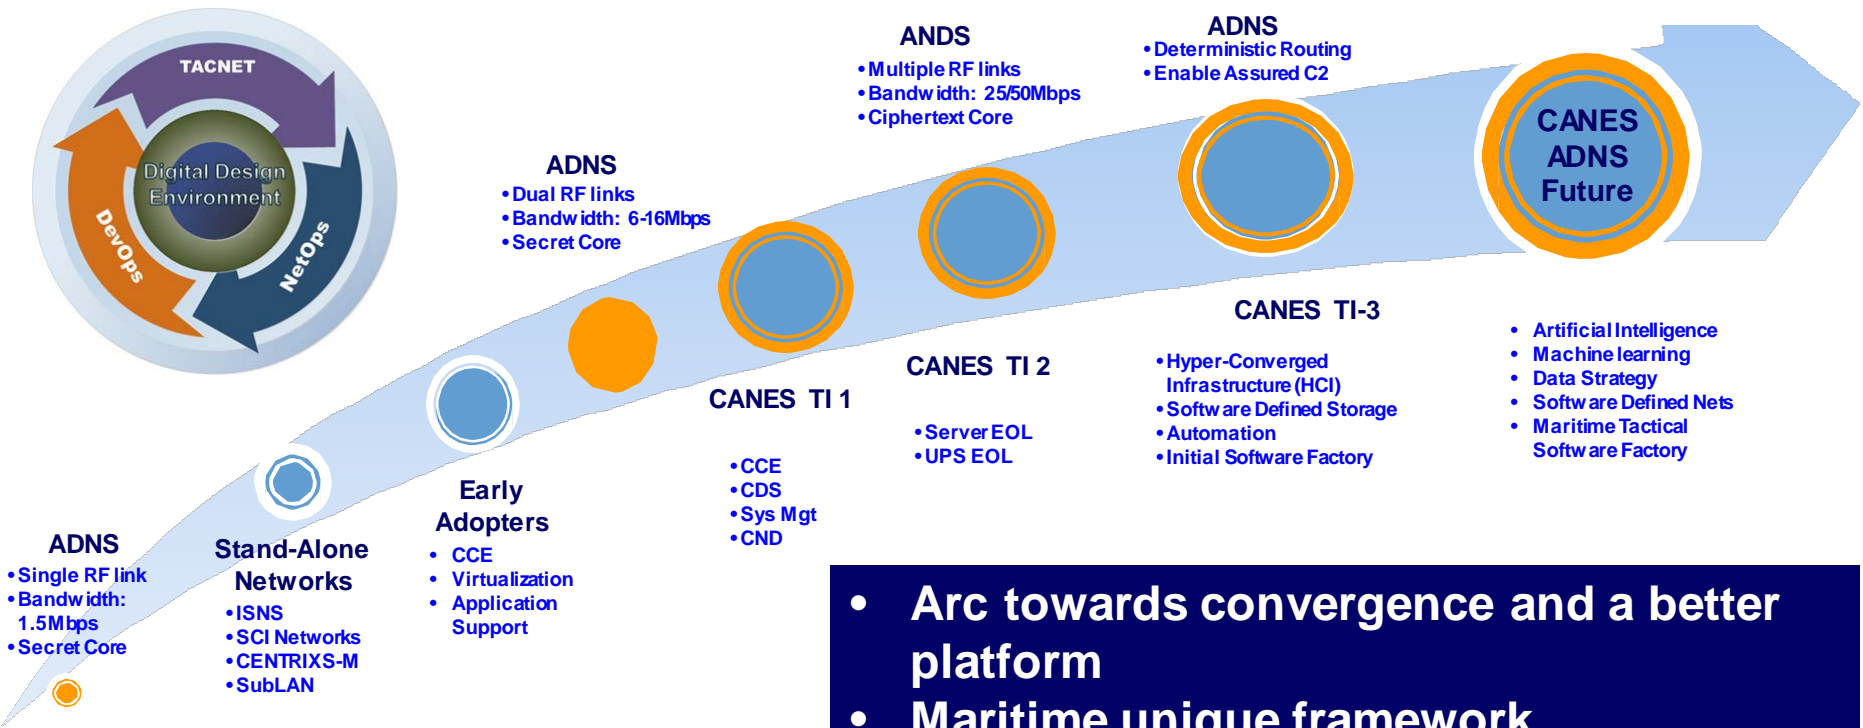 TACNET
Digital Design
Environment
DevOps
NetOps
ADNS
• Single RF link
• Bandwidth:
1.5Mbps
• Secret Core
Stand-Alone
Networks
• ISNS
• SCI Networks
• CENTRIXS-M
• SubLAN
Early
Adopters
• CCE
• Virtualization
• Application
Support
ADNS
• Dual RF links
• Bandwidth: 6-16Mbps
• Secret Core
CANES TI 1
• CCE
• CDS
• Sys Mgt
• CND
ANDS
• Multiple RF links
• Bandwidth: 25/50Mbps
• Ciphertext Core
CANES TI 2
• Server EOL
• UPS EOL
ADNS
• Deterministic Routing
• Enable Assured C2
CANES TI-3
• Hyper-Converged
Infrastructure (HCI)
• Software Defined Storage
• Automation
• Initial Software Factory
CANES
ADNS
Future
• Artificial Intelligence
• Machine learning
• Data Strategy
• Software Defined Nets
• Maritime Tactical
Software Factory
• Arc towards convergence and a better
platform
• Maritime unique framework